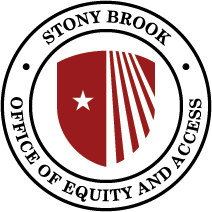 STONY BROOK
OFFICE OF EQUITY AND ACCESS